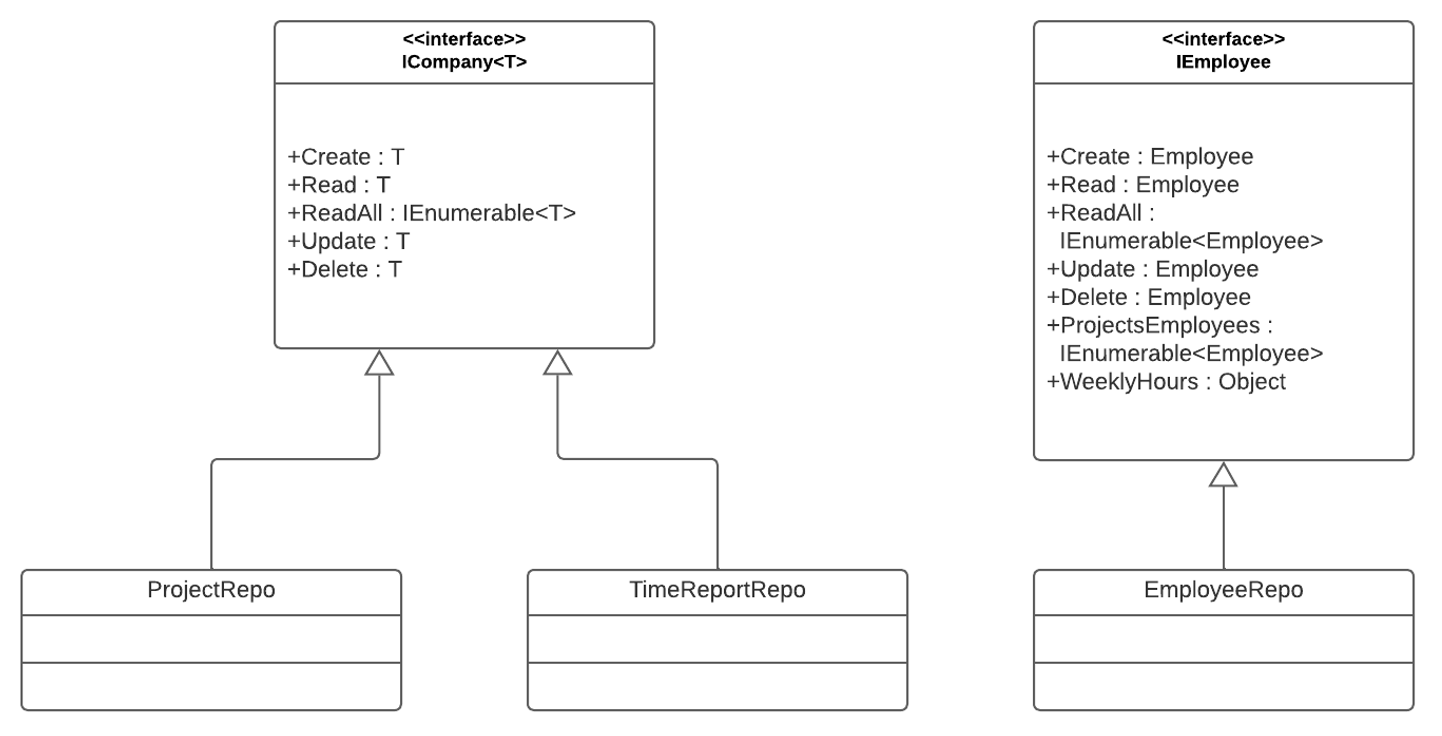 <<interface>>
ICompany<T>
+Create : T
+Read : T
+ReadAll : IEnumerable<T>
+Update : T
+Delete : T
<<interface>>
IEmployee
+Create : Employee
+Read : Employee
+ReadAll :
IEnumerable<Employee>
+Update : Employee
+Delete : Employee
+ProjectsEmployees :
IEnumerable<Employee>
+WeeklyHours : Object
ProjectRepo
TimeReportRepo
EmployeeRepo